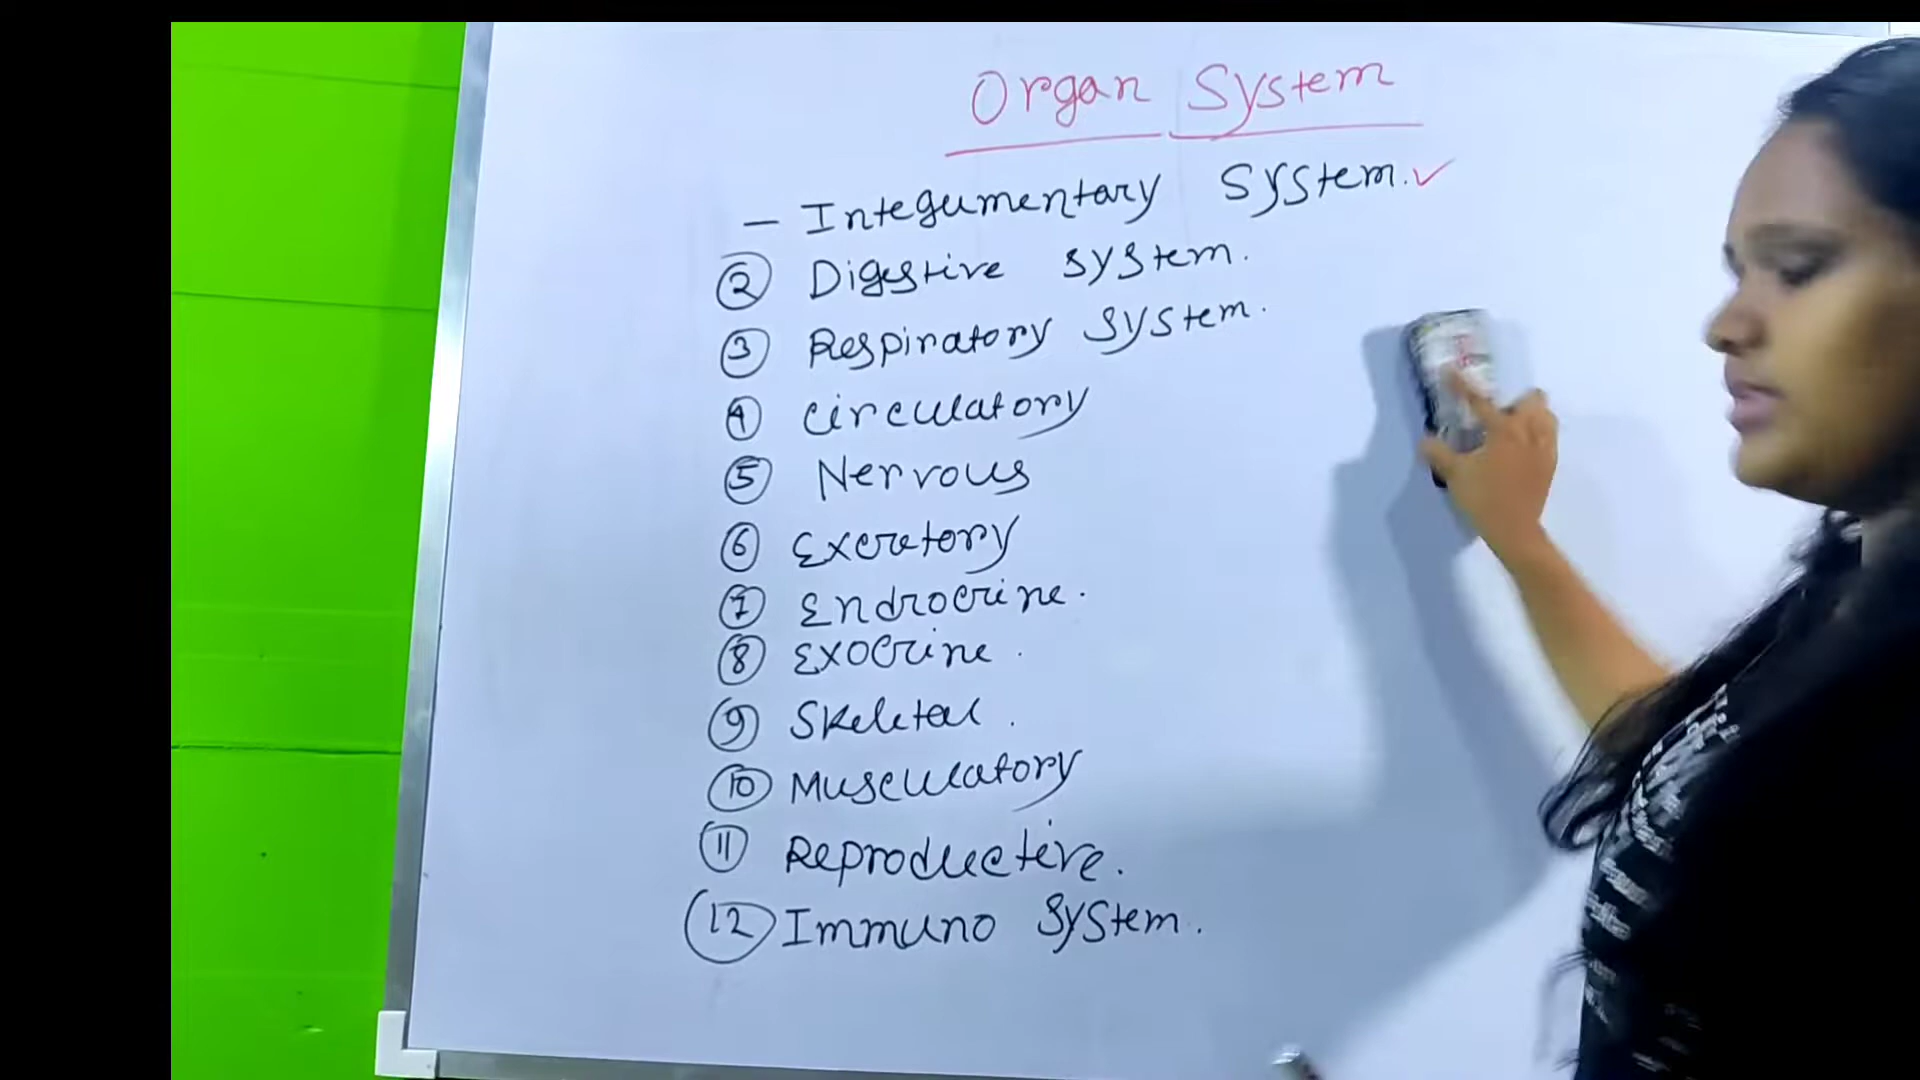 Organ System
- Integumentary System. ✓
② Digestive System.
③ Respiratory System.
④ Circulatory
⑤ Nervous
⑥ Excretory
⑦ Endrocrine.
⑧ Exocrine.
⑨ Skeletal.
⑩ Musculatory
⑪ Reproductive.
⑫ Immuno System.